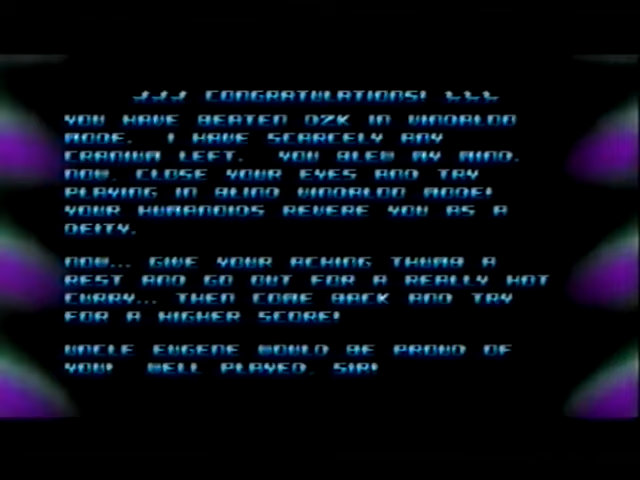 CONGRATULATIONS!
YOU HAVE BEATED DZK IN VINDALOO
MODE. I HAVE SCARCELY ANY
CRANIUM LEFT. YOU BLEW MY MIND.
NOW, CLOSE YOUR EYES AND TRY
PLAYING IN BLIND VINDALOO MODE!
YOUR HUMANOIDS REVERE YOU AS A
DEITY.
NOW... GIVE YOUR ACHING THUMB A
REST AND GO OUT FOR A REALLY HOT
CURRY... THEN COME BACK AND TRY
FOR A HIGHER SCORE!
UNCLE EUGENE WOULD BE PROUD OF
YOU! WELL PLAYED, SIR!